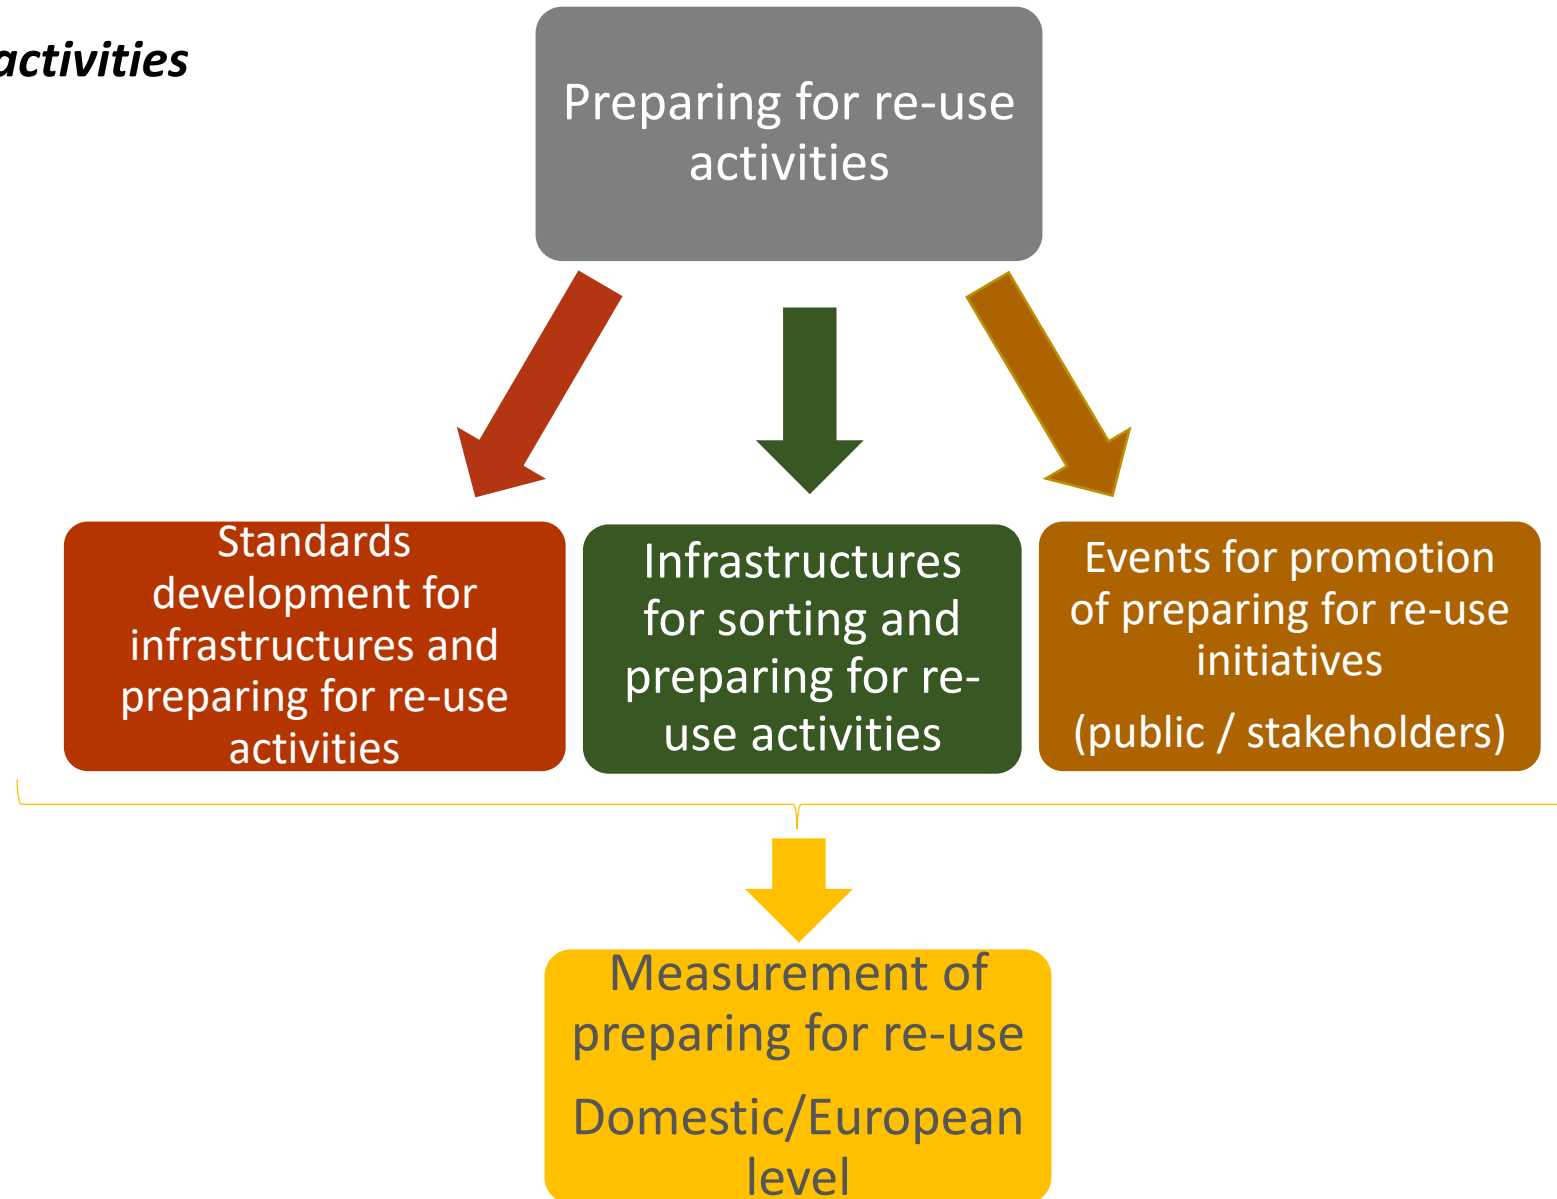 activities
Preparing for re-use
activities
Standards
development for
infrastructures and
preparing for re-use
activities
Infrastructures
for sorting and
preparing for re-
use activities
Events for promotion
of preparing for re-use
initiatives
(public / stakeholders)
Measurement of
preparing for re-use
Domestic/European
level